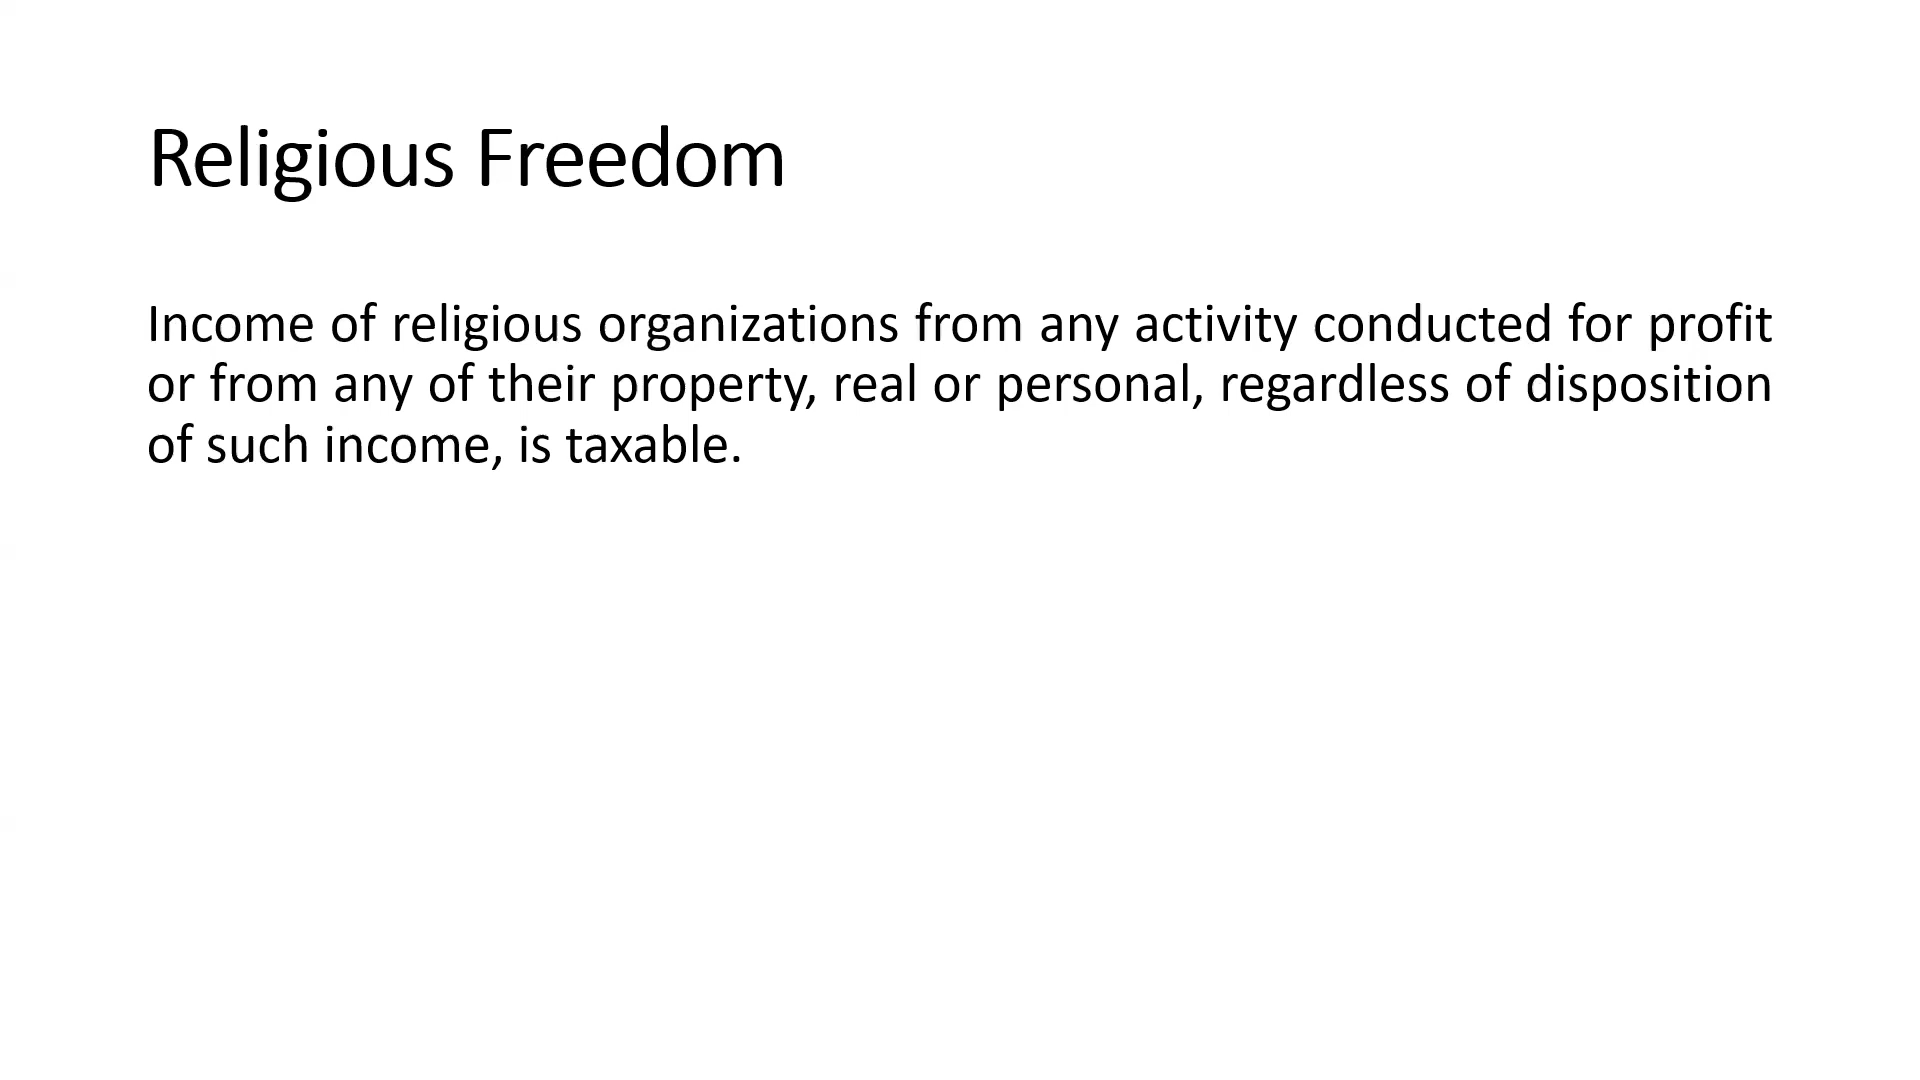 Religious Freedom
Income of religious organizations from any activity conducted for profit
or from any of their property, real or personal, regardless of disposition
of such income, is taxable.